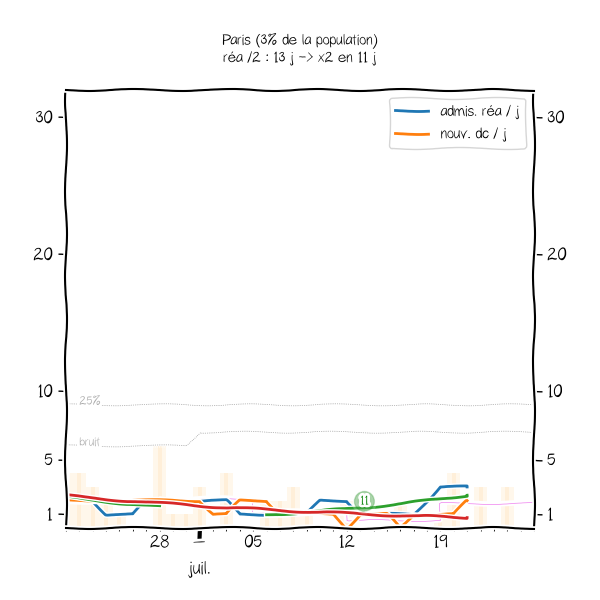 Paris (3% de la population)
réa /2 : 13 j -> x2 en 11 j
30
30
admis. réa / j
nouv. dc / j
20
20
10
10
25%
bruit
5
5
11
1
1
28
05
12
19
juil.